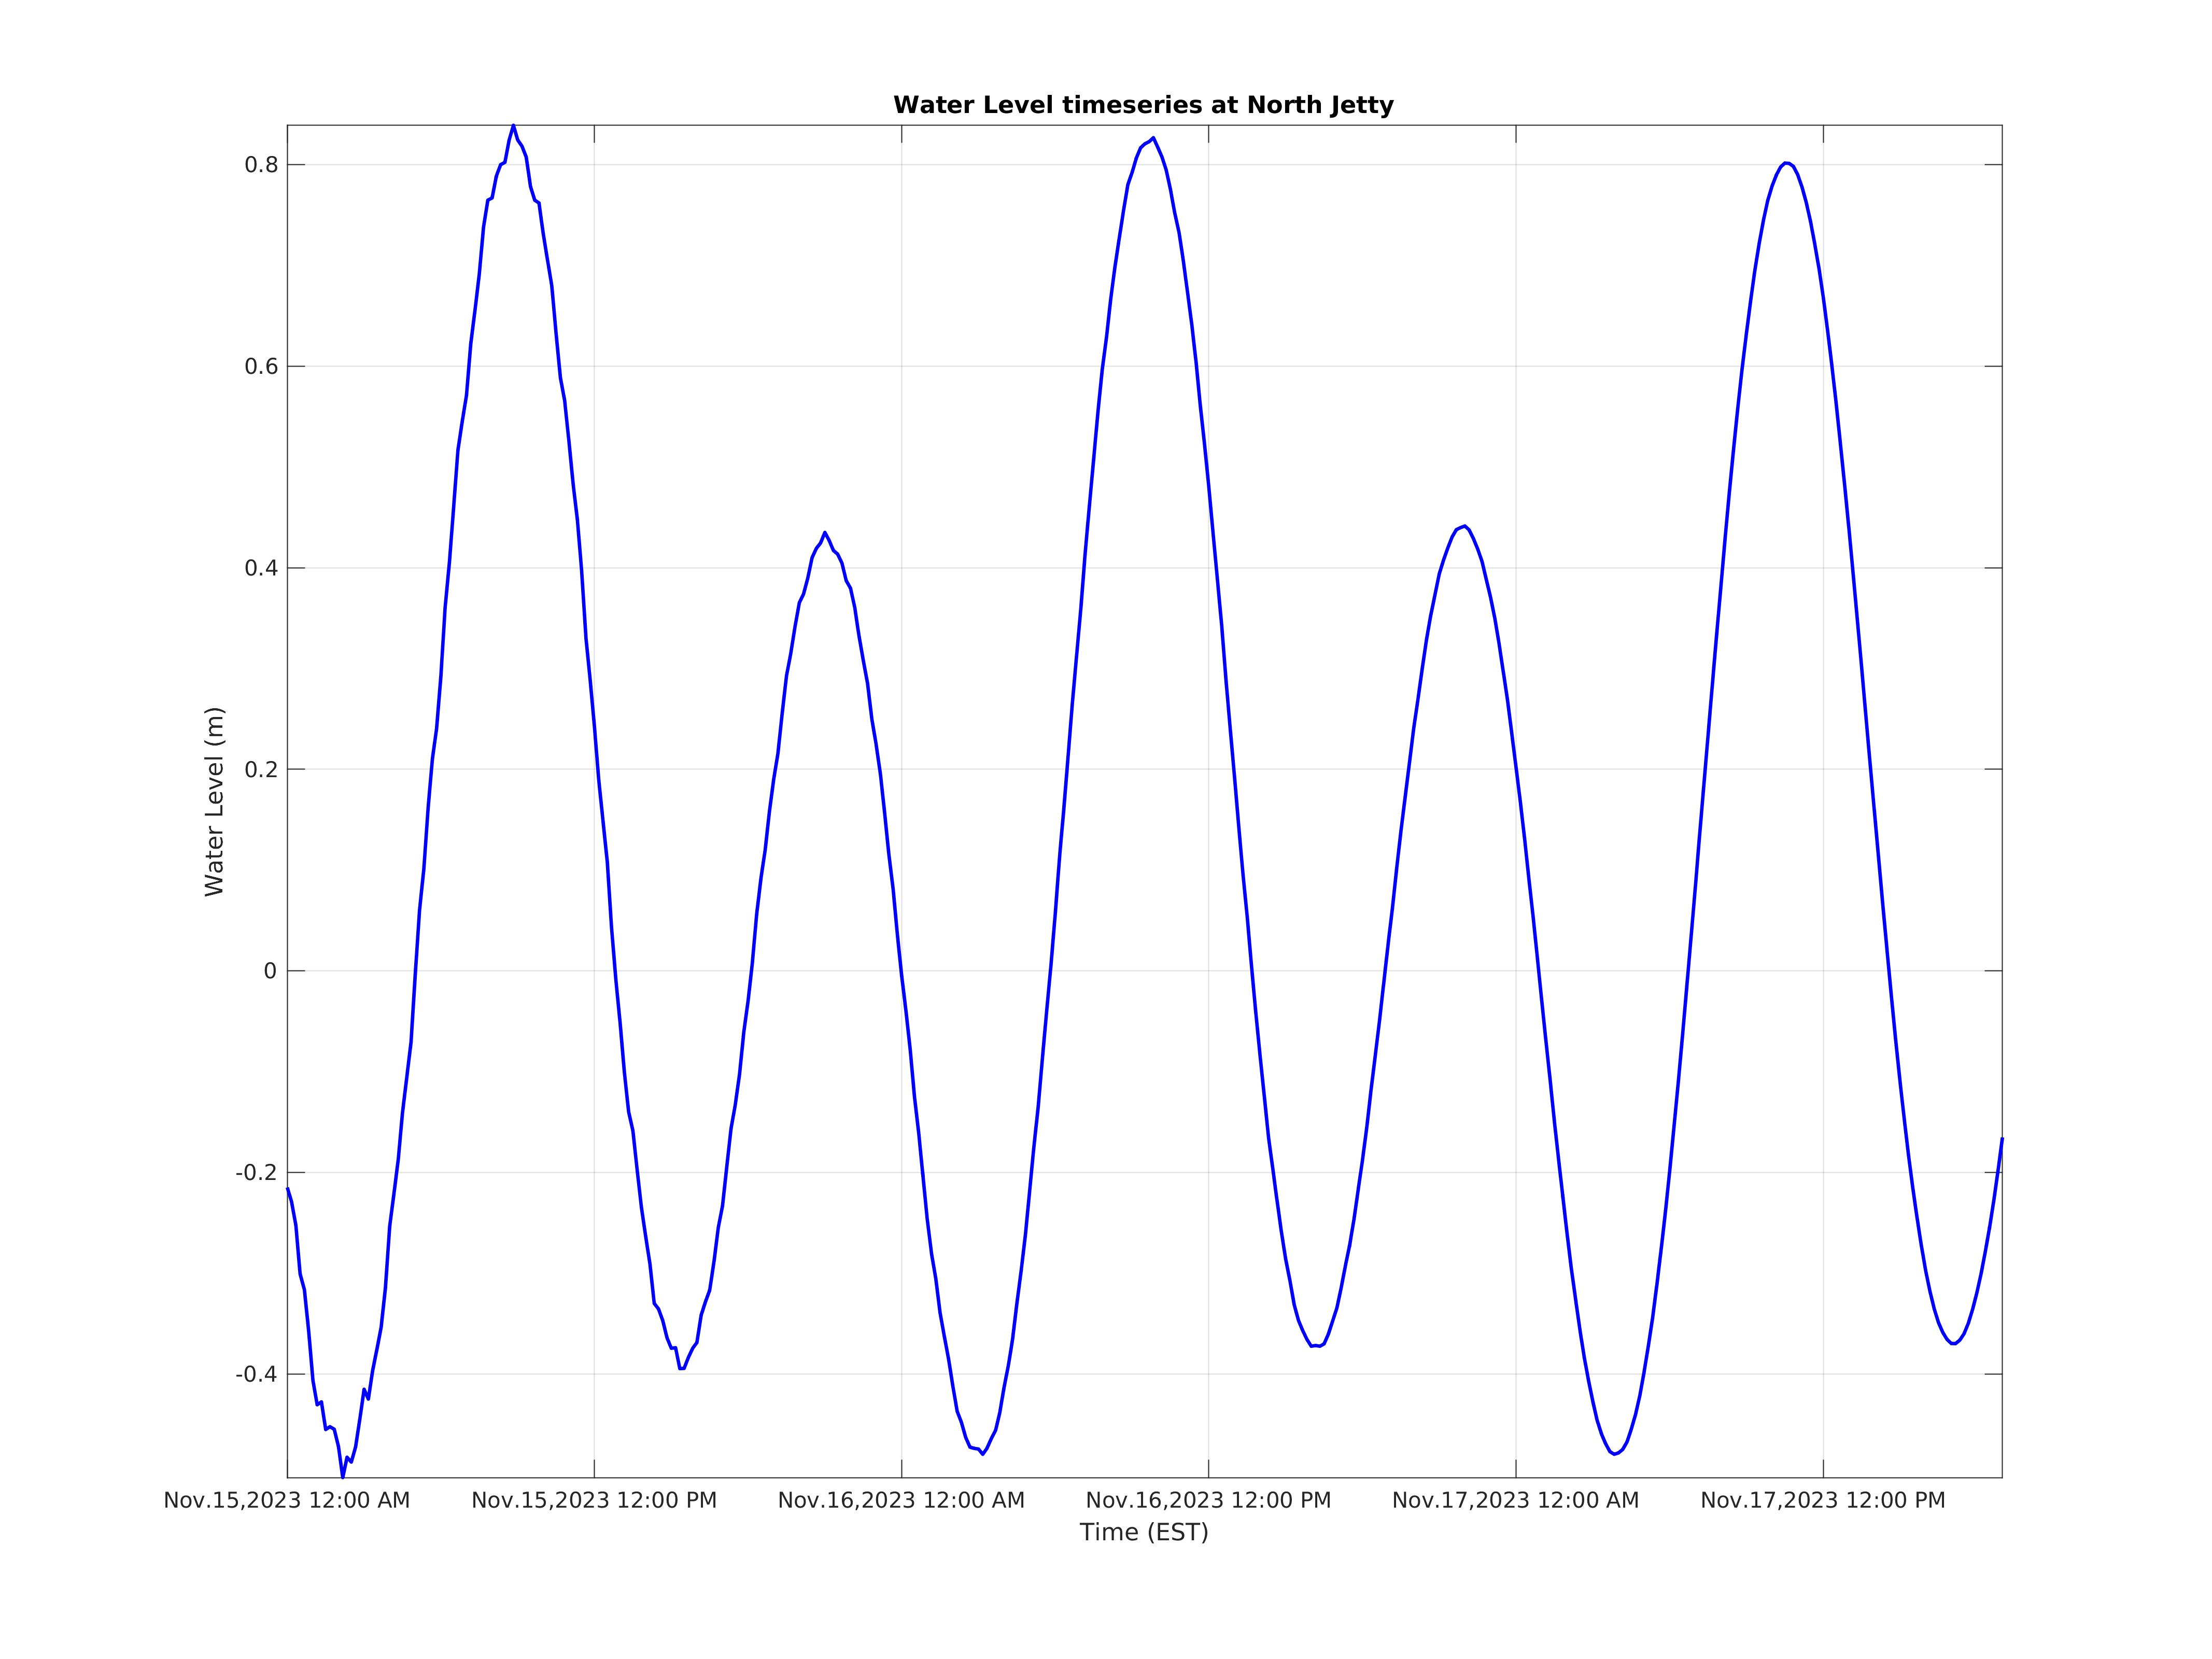 Water Level timeseries at North Jetty
0.8
0.6
0.4
0.2
0
-0.2
-0.4
Water Level (m)
Nov.15,2023 12:00 AM Nov.15,2023 12:00 PM Nov.16,2023 12:00 AM Nov.16,2023 12:00 PM Nov.17,2023 12:00 AM Nov.17,2023 12:00 PM
Time (EST)